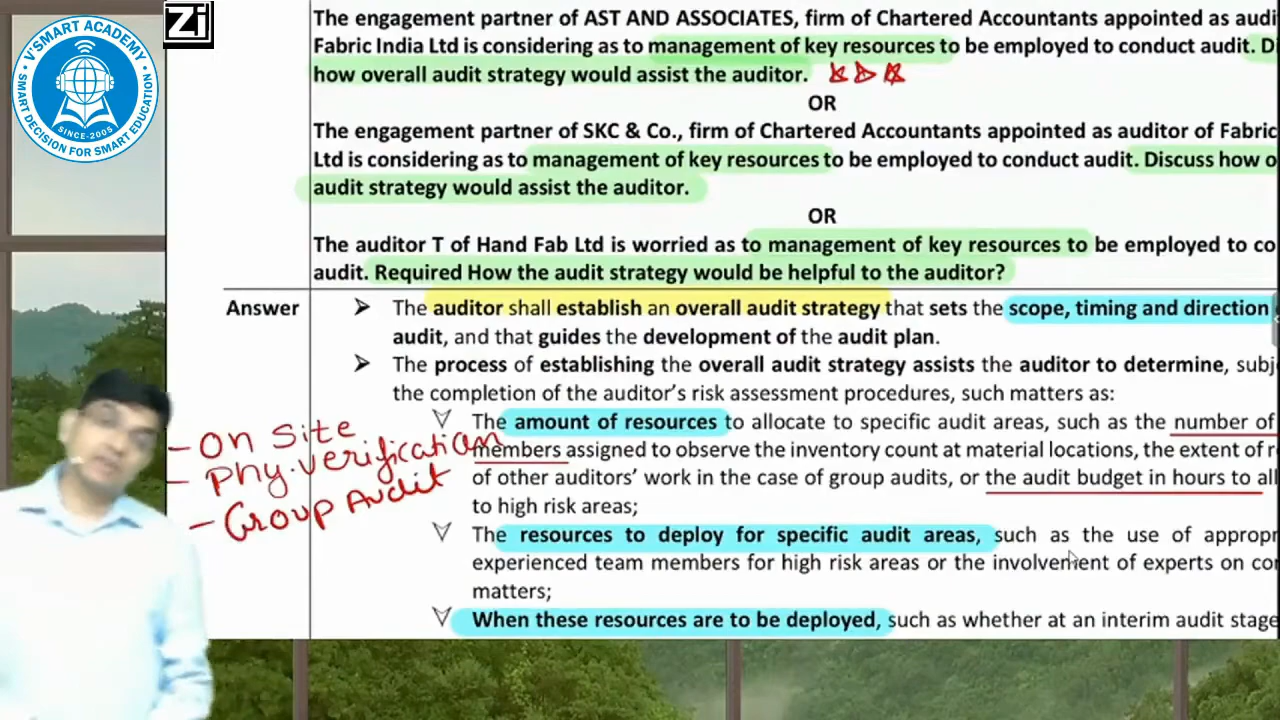 V'SMART ACADEMY
SMART DECISION FOR SMART EDUCATION
SINCE-2005
The engagement partner of AST AND ASSOCIATES, firm of Chartered Accountants appointed as audi
Fabric India Ltd is considering as to management of key resources to be employed to conduct audit. D
how overall audit strategy would assist the auditor.
OR
The engagement partner of SKC & Co., firm of Chartered Accountants appointed as auditor of Fabric
Ltd is considering as to management of key resources to be employed to conduct audit. Discuss how o
audit strategy would assist the auditor.
OR
The auditor T of Hand Fab Ltd is worried as to management of key resources to be employed to co
audit. Required How the audit strategy would be helpful to the auditor?
Answer
➢ The auditor shall establish an overall audit strategy that sets the scope, timing and direction
audit, and that guides the development of the audit plan.
➢ The process of establishing the overall audit strategy assists the auditor to determine, subj
the completion of the auditor's risk assessment procedures, such matters as:
The amount of resources to allocate to specific audit areas, such as the number of
members assigned to observe the inventory count at material locations, the extent of r
of other auditors' work in the case of group audits, or the audit budget in hours to al
to high risk areas;
The resources to deploy for specific audit areas, such as the use of appropr
experienced team members for high risk areas or the involvement of experts on co
matters;
When these resources are to be deployed, such as whether at an interim audit stage
- On Site
- Phy. verification
- Group Audit